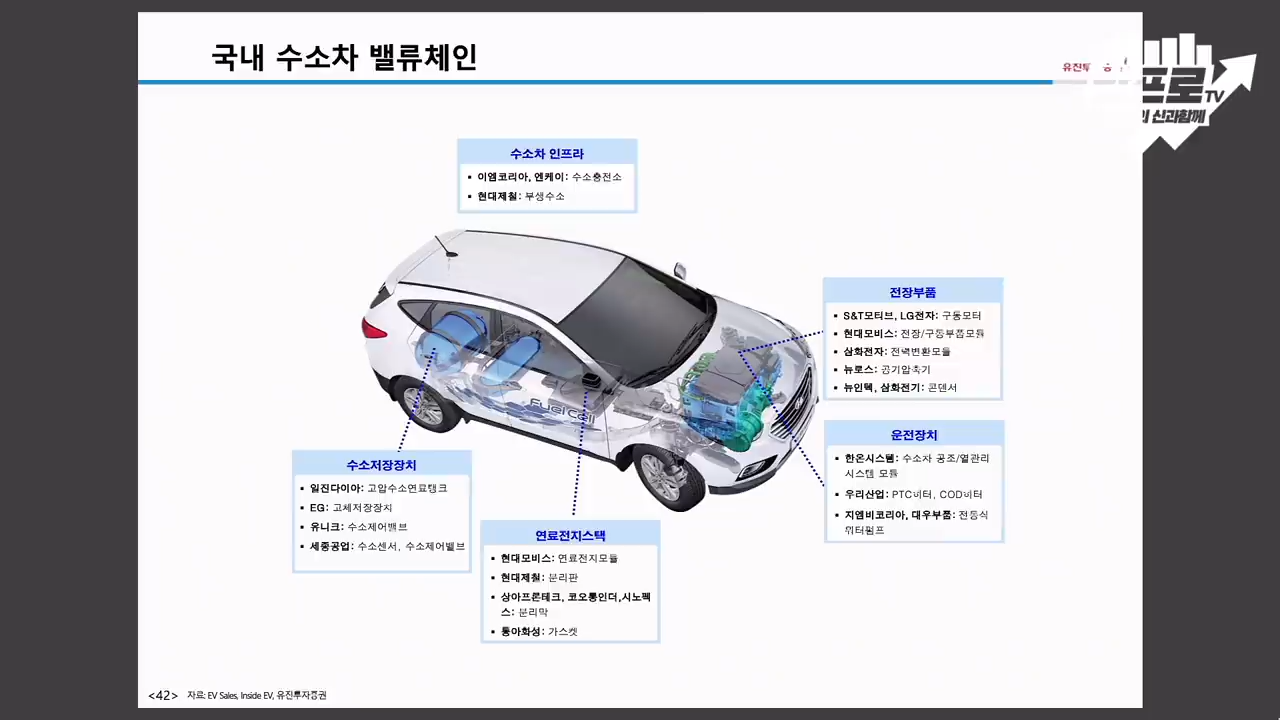 국내 수소차 밸류체인
유진투
프로TV
신과함께
수소차 인프라
▪ 이엠코리아, 엔케이: 수소충전소
▪ 현대제철: 부생수소
전장부품
▪ S&T모티브, LG전자: 구동모터
▪ 현대모비스: 전장/구동부품모듈
▪ 삼화전자: 전력변환모듈
▪ 뉴로스: 공기압축기
▪ 뉴인텍, 삼화전기: 콘덴서
운전장치
▪ 한온시스템: 수소차 공조/열관리
시스템 모듈
▪ 우리산업: PTC히터, COD히터
▪ 지엠비코리아, 대우부품: 전동식
워터펌프
수소저장장치
▪ 일진다이아: 고압수소연료탱크
▪ EG: 고체저장장치
▪ 유니크: 수소제어밸브
▪ 세종공업: 수소센서, 수소제어밸브
Fuel Cell
연료전지스택
▪ 현대모비스: 연료전지모듈
▪ 현대제철: 분리판
▪ 상아프론테크, 코오롱인더,시노펙
스: 분리막
▪ 동아화성: 가스켓
<42> 자료: EV Sales, Inside EV, 유진투자증권